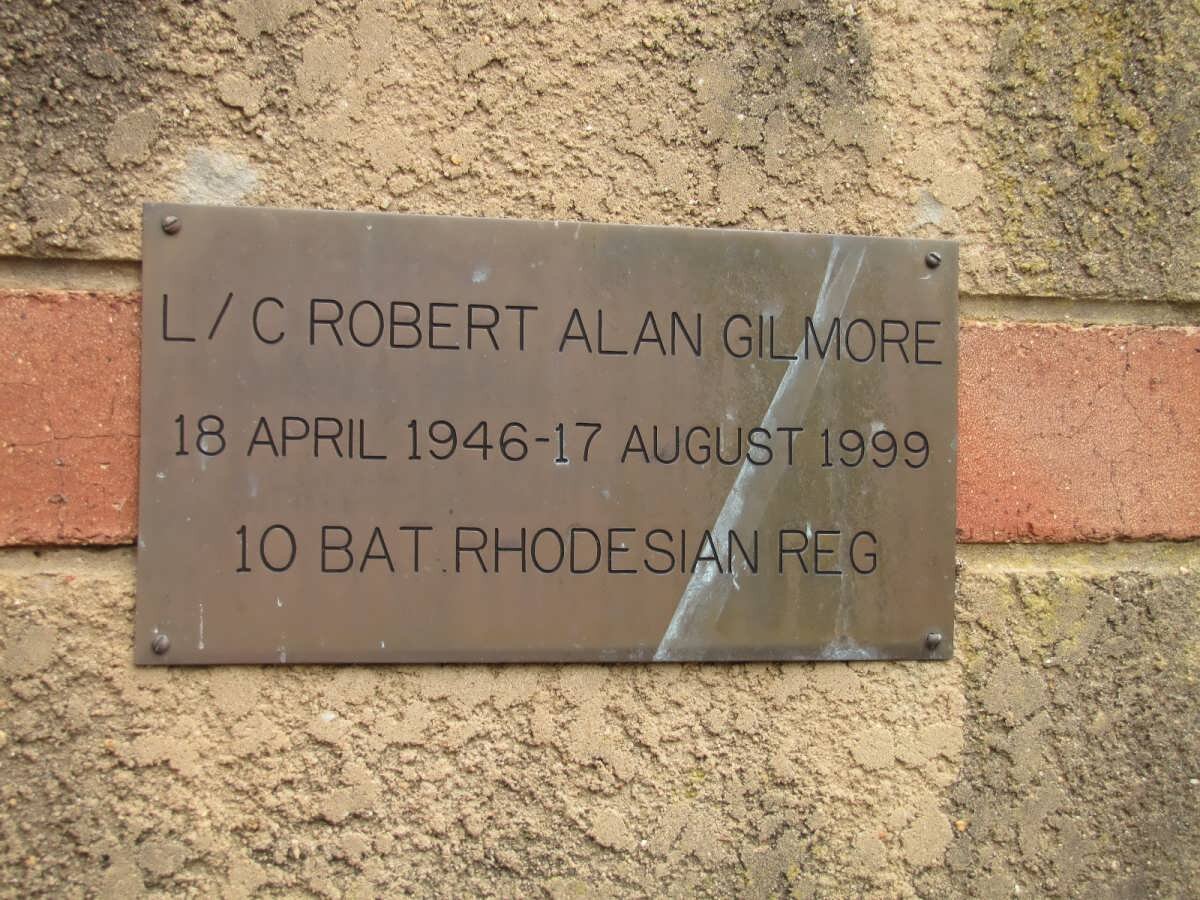 L/C ROBERT ALAN GILMORE
18 APRIL 1946-17 AUGUST 1999
10 BAT. RHODESIAN REG